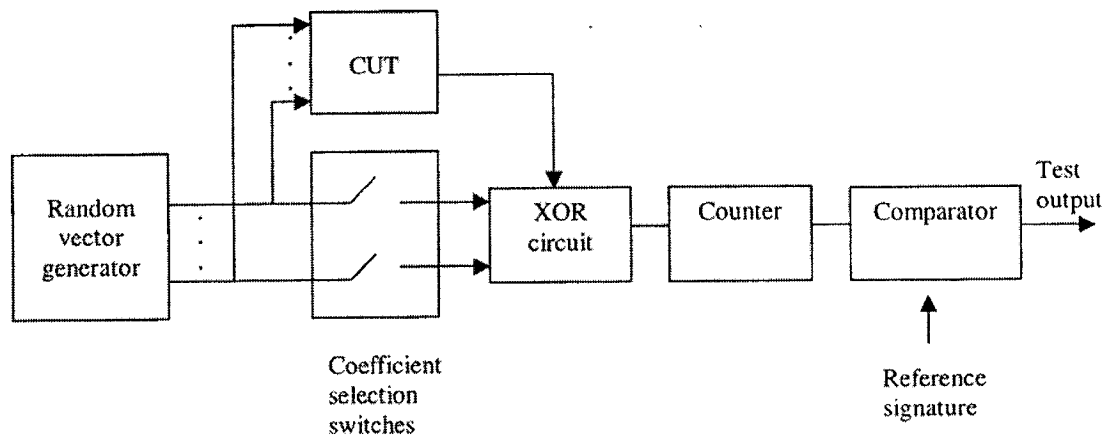 CUT
Random
vector
generator
XOR
circuit
Counter
Comparator
Test
output
Coefficient
selection
switches
Reference
signature